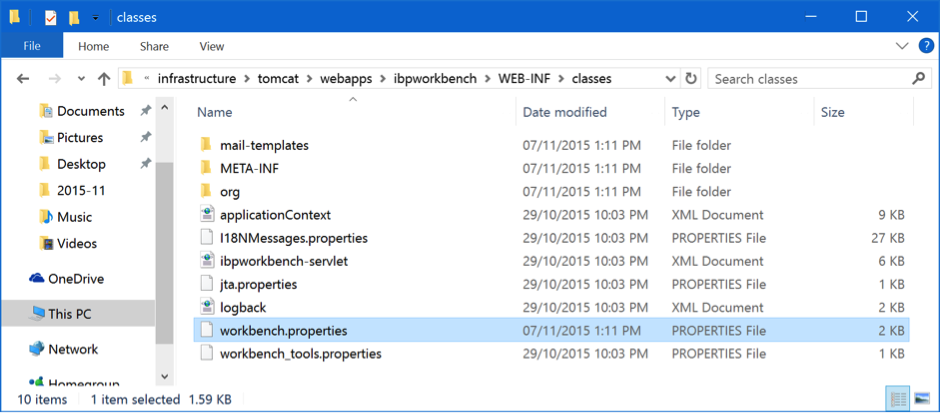 classes
File Home Share View
« infrastructure › tomcat › webapps › ibpworkbench › WEB-INF › classes Search classes
Name Date modified Type Size
Documents
Pictures
Desktop
2015-11
Music
Videos
OneDrive
This PC
Network
Homegroup
mail-templates 07/11/2015 1:11 PM File folder
META-INF 07/11/2015 1:11 PM File folder
org 07/11/2015 1:11 PM File folder
applicationContext 29/10/2015 10:03 PM XML Document 9 KB
I18NMessages.properties 29/10/2015 10:03 PM PROPERTIES File 27 KB
ibpworkbench-servlet 29/10/2015 10:03 PM XML Document 6 KB
jta.properties 29/10/2015 10:03 PM PROPERTIES File 1 KB
logback 29/10/2015 10:03 PM XML Document 2 KB
workbench.properties 07/11/2015 1:11 PM PROPERTIES File 2 KB
workbench_tools.properties 29/10/2015 10:03 PM PROPERTIES File 1 KB
10 items 1 item selected 1.59 KB